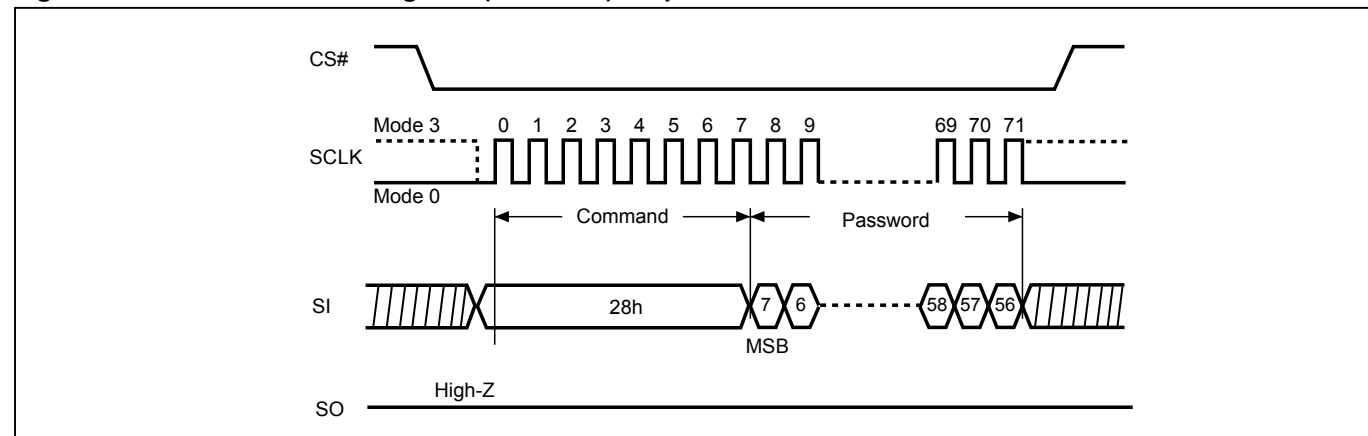 CS#
Mode 3 0 1 2 3 4 5 6 7 8 9 69 70 71
SCLK
Mode 0
Command Password
SI 28h 7 6 58 57 56
MSB
High-Z
SO